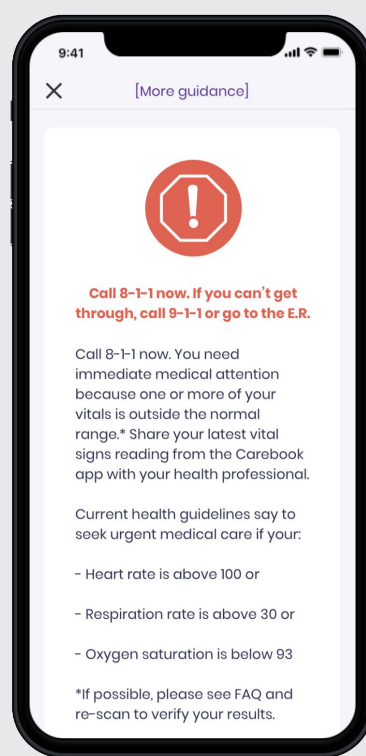 9:41
[More guidance]
Call 8-1-1 now. If you can't get
through, call 9-1-1 or go to the E.R.
Call 8-1-1 now. You need
immediate medical attention
because one or more of your
vitals is outside the normal
range.* Share your latest vital
signs reading from the Carebook
app with your health professional.
Current health guidelines say to
seek urgent medical care if your:
- Heart rate is above 100 or
- Respiration rate is above 30 or
- Oxygen saturation is below 93
*If possible, please see FAQ and
re-scan to verify your results.